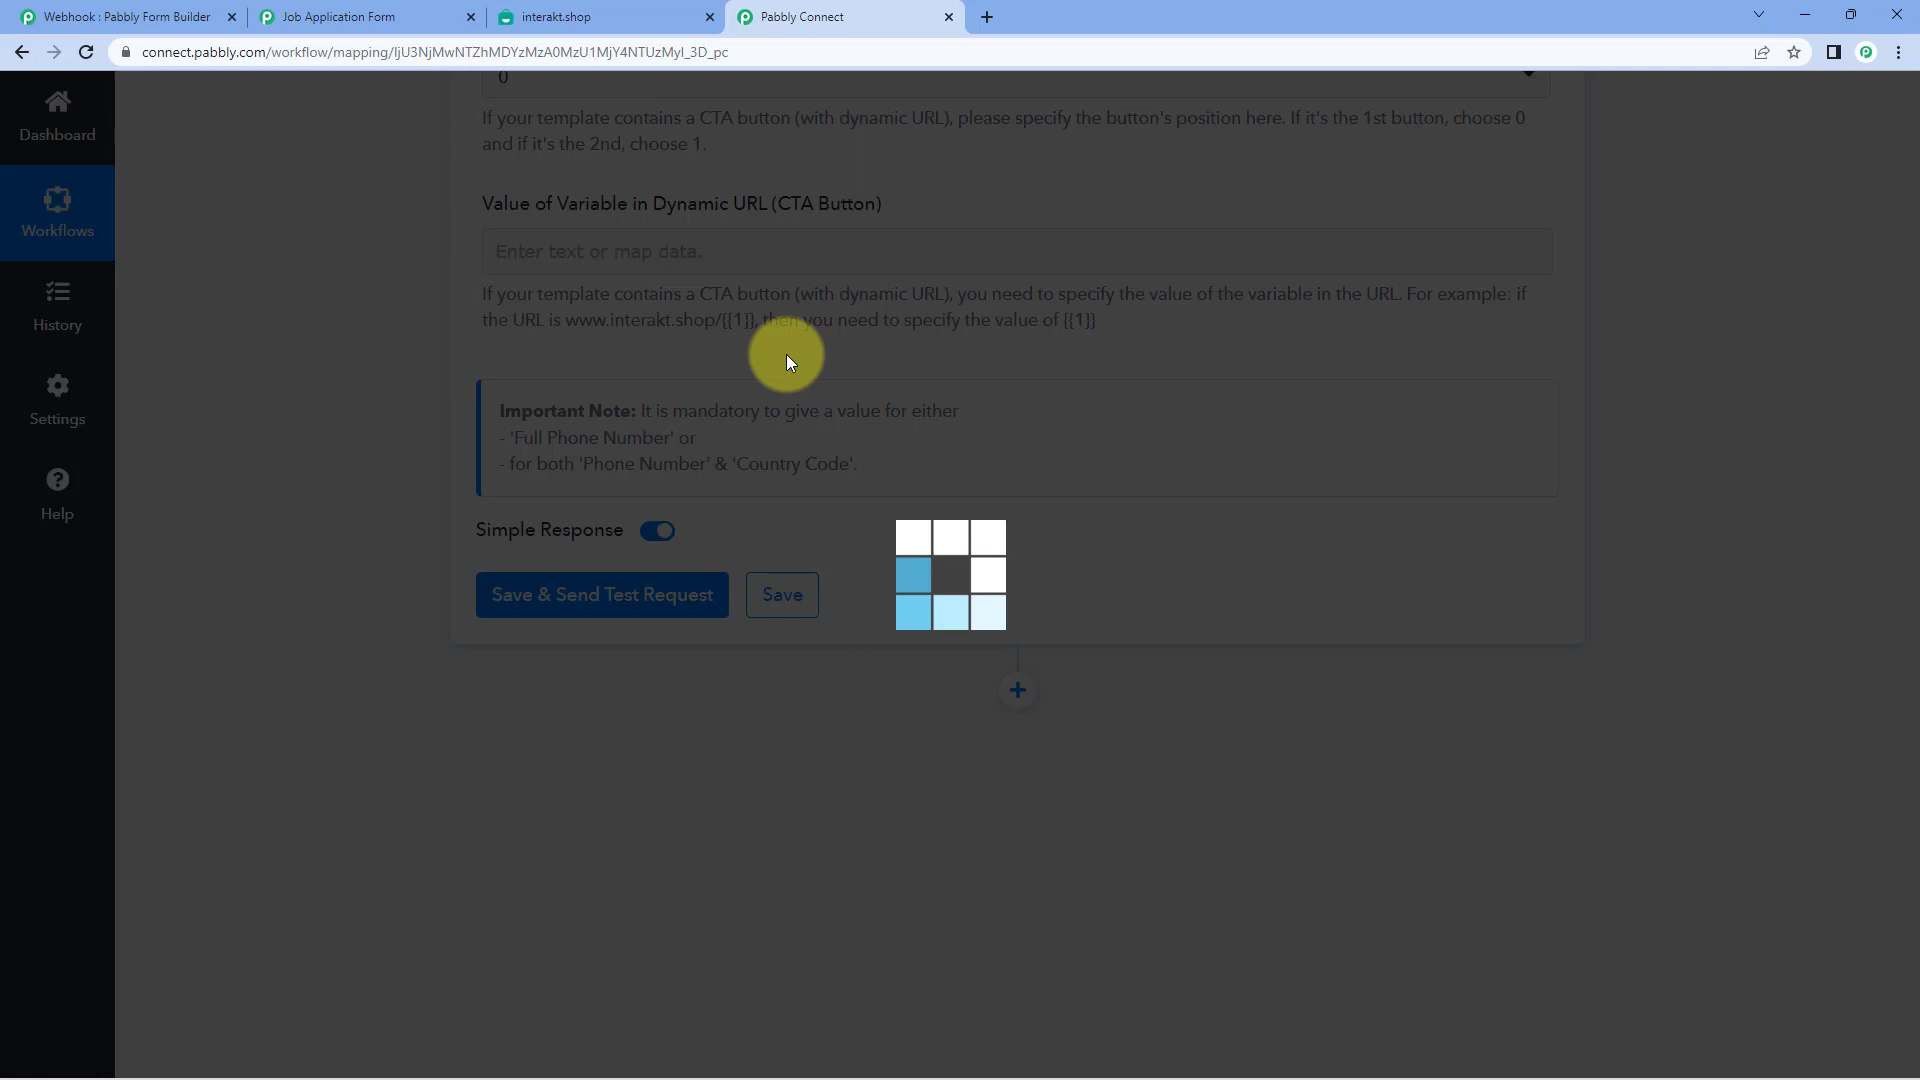 Webhook : Pabbly Form Builder
Job Application Form
interakt.shop
Pabbly Connect
connect.pabbly.com/workflow/mapping/IjU3NjMwNTZhMDYzMzA0MzU1MjY4NTUzMyI_3D_pc
Dashboard
Workflows
History
Settings
Help
0
If your template contains a CTA button (with dynamic URL), please specify the button's position here. If it's the 1st button, choose 0
and if it's the 2nd, choose 1.
Value of Variable in Dynamic URL (CTA Button)
Enter text or map data.
If your template contains a CTA button (with dynamic URL), you need to specify the value of the variable in the URL. For example: if
the URL is www.interakt.shop/{{1}}, then you need to specify the value of {{1}}
Important Note: It is mandatory to give a value for either
- 'Full Phone Number' or
- for both 'Phone Number' & 'Country Code'.
Simple Response
Save & Send Test Request
Save